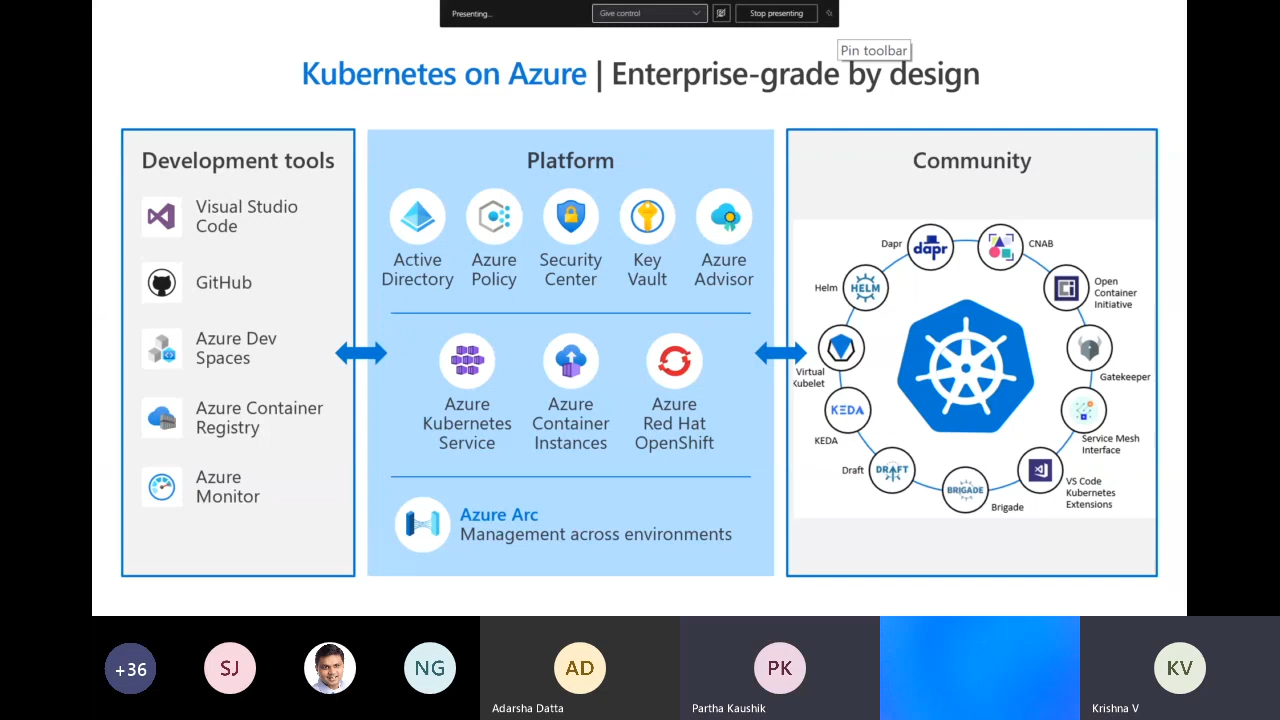 Presenting...
Give control
Stop presenting
Pin toolbar
Kubernetes on Azure | Enterprise-grade by design
Development tools
Visual Studio
Code
GitHub
Azure Dev
Spaces
Azure Container
Registry
Azure
Monitor
Platform
Active
Directory
Azure
Policy
Security
Center
Key
Vault
Azure
Advisor
Azure
Kubernetes
Service
Azure
Container
Instances
Azure
Red Hat
OpenShift
Azure Arc
Management across environments
Community
Dapr
dapr
CNAB
Helm
HELM
Open
Container
Initiative
Virtual
Kubelet
Gatekeeper
KEDA
KEDA
Service Mesh
Interface
Draft
DRAFT
BRIGADE
Brigade
VS Code
Kubernetes
Extensions
+36
SJ
NG
AD
Adarsha Datta
PK
Partha Kaushik
KV
Krishna V